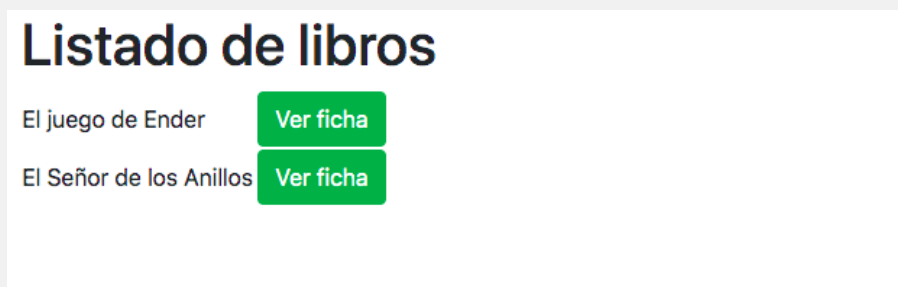 Listado de libros
El juego de Ender Ver ficha
El Señor de los Anillos Ver ficha